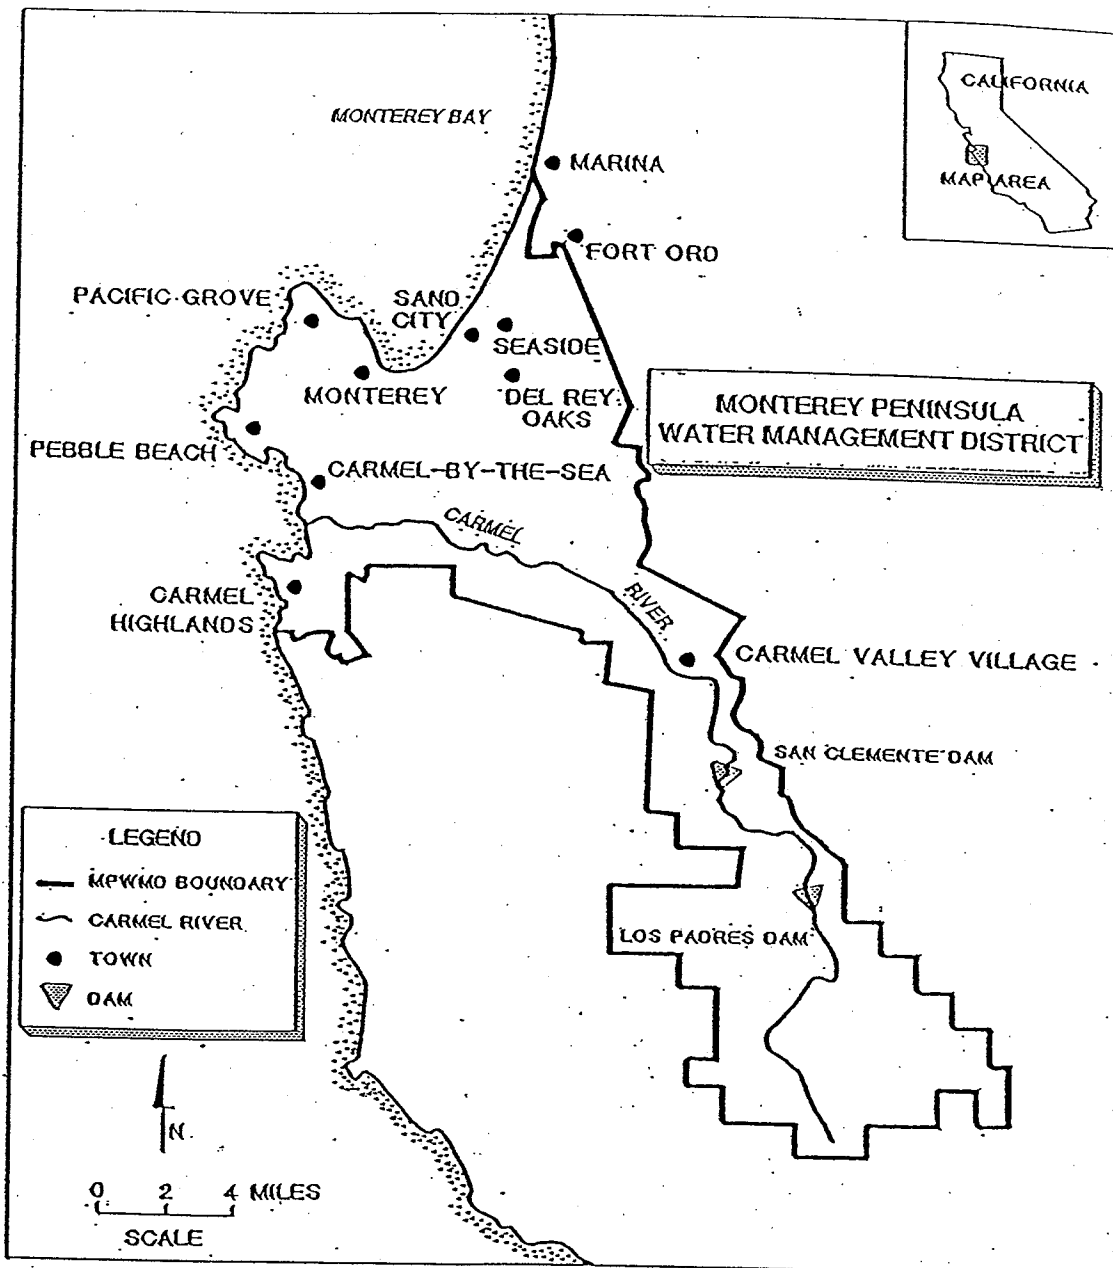 MONTEREY BAY
CALIFORNIA
MAP AREA
MARINA
FORT ORD
PACIFIC GROVE
SAND
CITY
SEASIDE
MONTEREY
DEL REY
OAKS
MONTEREY PENINSULA
WATER MANAGEMENT DISTRICT
PEBBLE BEACH
CARMEL-BY-THE-SEA
CARMEL
RIVER
CARMEL
HIGHLANDS
CARMEL VALLEY VILLAGE
SAN CLEMENTE DAM
LOS PADRES DAM
LEGEND
MPWMD BOUNDARY
CARMEL RIVER
TOWN
DAM
N
0 2 4 MILES
SCALE